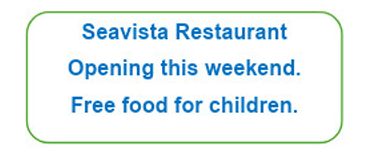 Seavista Restaurant
Opening this weekend.
Free food for children.